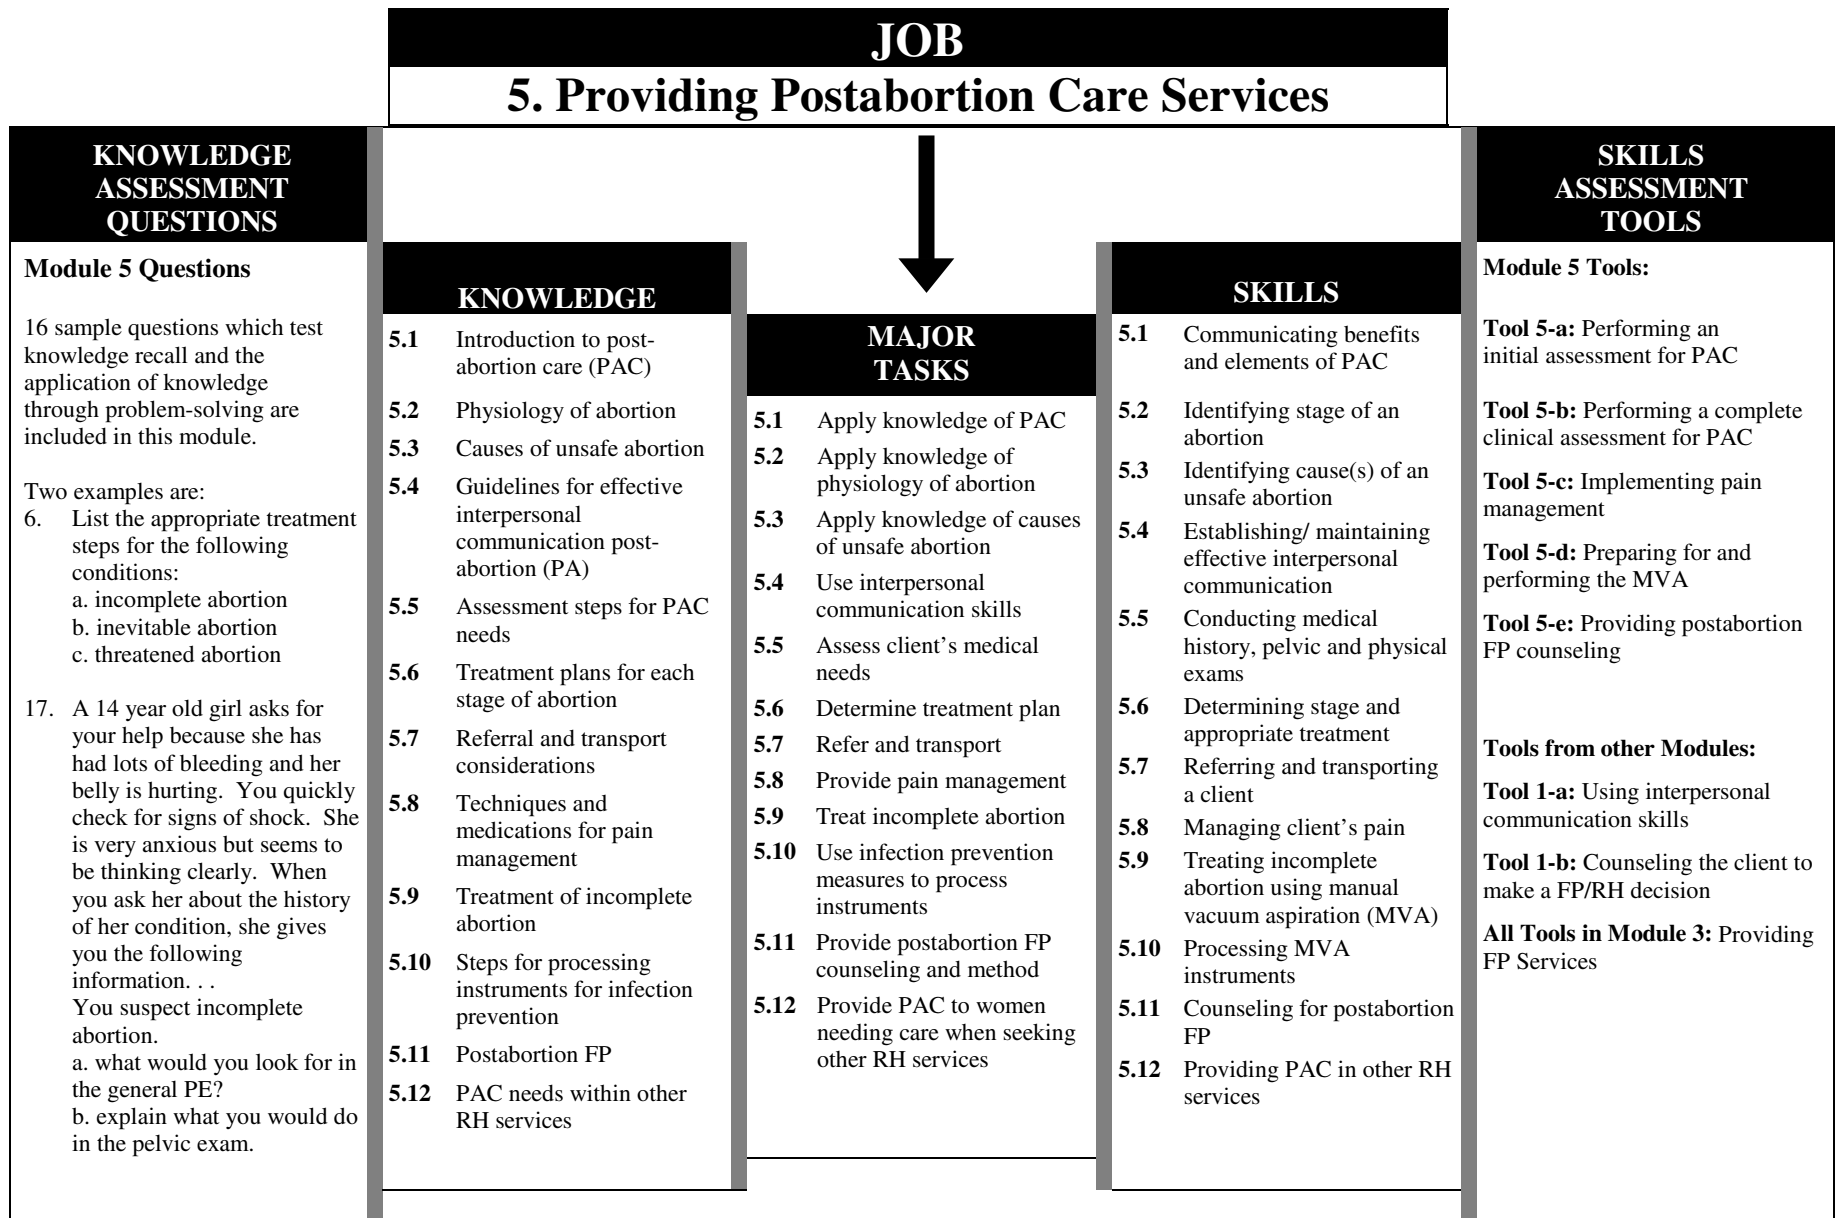 JOB
5. Providing Postabortion Care Services
KNOWLEDGE
ASSESSMENT
QUESTIONS
Module 5 Questions
16 sample questions which test
knowledge recall and the
application of knowledge
through problem-solving are
included in this module.
Two examples are:
6. List the appropriate treatment
steps for the following
conditions:
a. incomplete abortion
b. inevitable abortion
c. threatened abortion
17. A 14 year old girl asks for
your help because she has
had lots of bleeding and her
belly is hurting. You quickly
check for signs of shock. She
is very anxious but seems to
be thinking clearly. When
you ask her about the history
of her condition, she gives
you the following
information. . .
You suspect incomplete
abortion.
a. what would you look for in
the general PE?
b. explain what you would do
in the pelvic exam.
KNOWLEDGE
5.1 Introduction to post-
abortion care (PAC)
5.2 Physiology of abortion
5.3 Causes of unsafe abortion
5.4 Guidelines for effective
interpersonal
communication post-
abortion (PA)
5.5 Assessment steps for PAC
needs
5.6 Treatment plans for each
stage of abortion
5.7 Referral and transport
considerations
5.8 Techniques and
medications for pain
management
5.9 Treatment of incomplete
abortion
5.10 Steps for processing
instruments for infection
prevention
5.11 Postabortion FP
5.12 PAC needs within other
RH services
MAJOR
TASKS
5.1 Apply knowledge of PAC
5.2 Apply knowledge of
physiology of abortion
5.3 Apply knowledge of causes
of unsafe abortion
5.4 Use interpersonal
communication skills
5.5 Assess client's medical
needs
5.6 Determine treatment plan
5.7 Refer and transport
5.8 Provide pain management
5.9 Treat incomplete abortion
5.10 Use infection prevention
measures to process
instruments
5.11 Provide postabortion FP
counseling and method
5.12 Provide PAC to women
needing care when seeking
other RH services
SKILLS
5.1 Communicating benefits
and elements of PAC
5.2 Identifying stage of an
abortion
5.3 Identifying cause(s) of an
unsafe abortion
5.4 Establishing/ maintaining
effective interpersonal
communication
5.5 Conducting medical
history, pelvic and physical
exams
5.6 Determining stage and
appropriate treatment
5.7 Referring and transporting
a client
5.8 Managing client's pain
5.9 Treating incomplete
abortion using manual
vacuum aspiration (MVA)
5.10 Processing MVA
instruments
5.11 Counseling for postabortion
FP
5.12 Providing PAC in other RH
services
SKILLS
ASSESSMENT
TOOLS
Module 5 Tools:
Tool 5-a: Performing an
initial assessment for PAC
Tool 5-b: Performing a complete
clinical assessment for PAC
Tool 5-c: Implementing pain
management
Tool 5-d: Preparing for and
performing the MVA
Tool 5-e: Providing postabortion
FP counseling
Tools from other Modules:
Tool 1-a: Using interpersonal
communication skills
Tool 1-b: Counseling the client to
make a FP/RH decision
All Tools in Module 3: Providing
FP Services